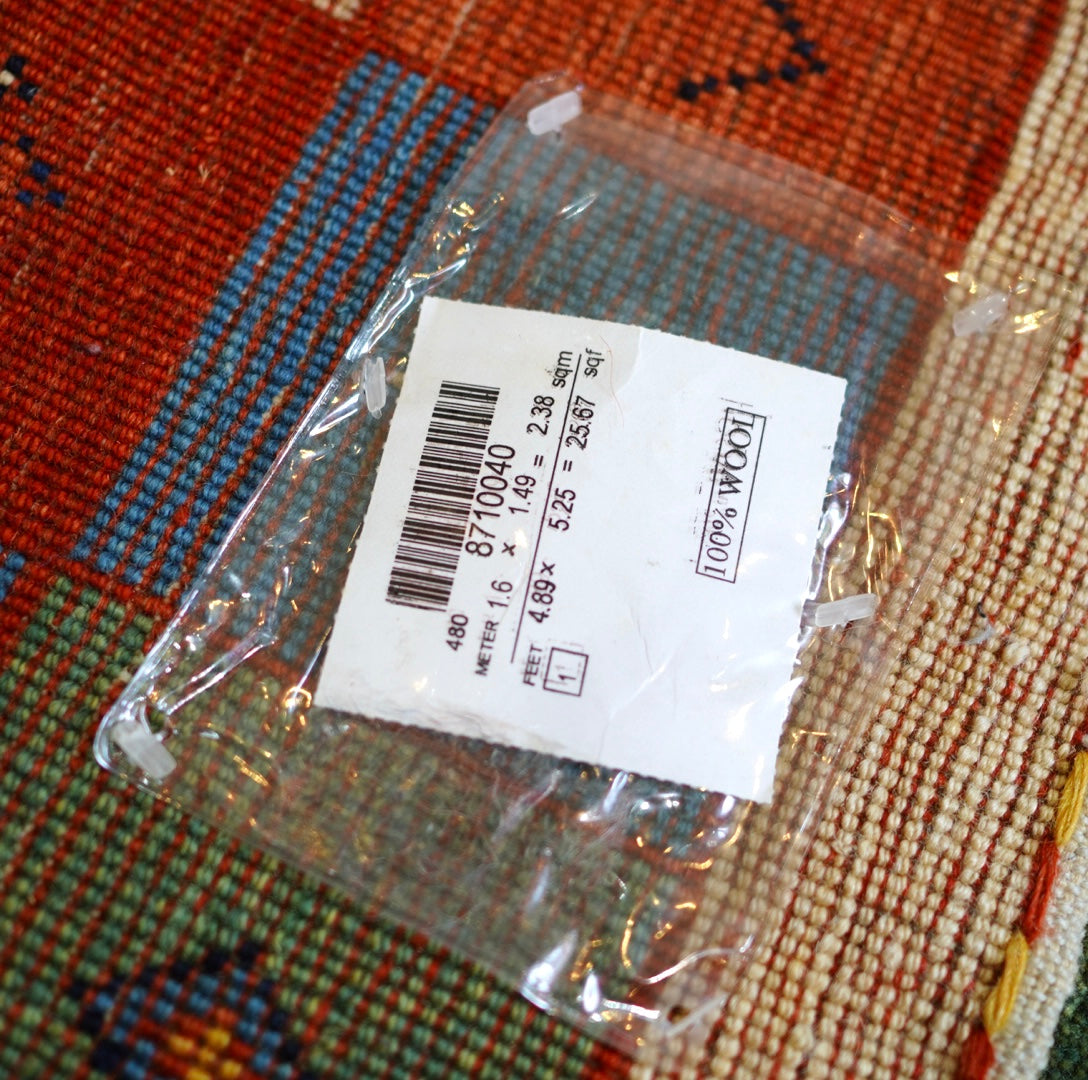 480 8710040
METER 1.6 x 1.49 = 2.38 sqm
FEET 4.89x 5.25 = 25.67 sqf
1
100% WOOL